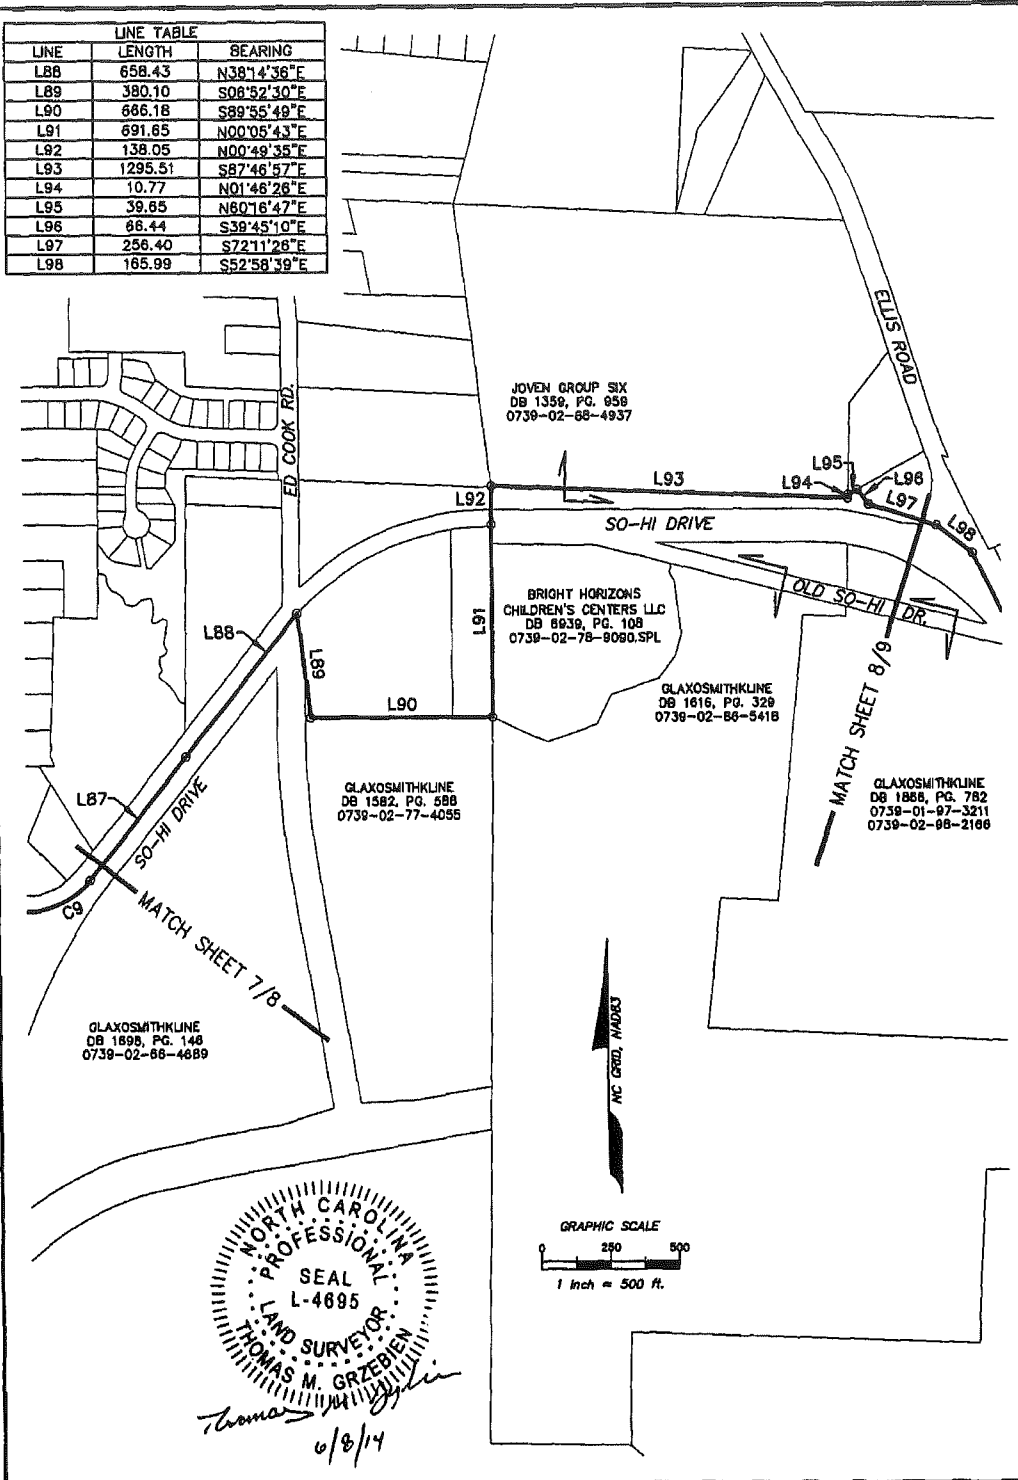 LINE TABLE
LINE LENGTH BEARING
L88 658.43 N38°14'36"E
L89 380.10 S06°52'30"E
L90 666.18 S89°55'49"E
L91 691.65 N00°05'43"E
L92 138.05 N00°49'35"E
L93 1295.51 S87°46'57"E
L94 10.77 N01°46'26"E
L95 39.65 N60°16'47"E
L96 66.44 S39°45'10"E
L97 256.40 S72°11'26"E
L98 165.99 S52°58'39"E
ELLIS ROAD
JOVEN GROUP SIX
DB 1359, PG. 959
0739-02-68-4937
ED COOK RD.
L95
L96
L94
L93
L92
L97
L98
SO-HI DRIVE
OLD SO-HI DR.
BRIGHT HORIZONS
CHILDREN'S CENTERS LLC
DB 6939, PG. 108
0739-02-78-9090.SPL
L91
L88
L89
L90
GLAXOSMITHKLINE
DB 1616, PG. 329
0739-02-86-5418
MATCH SHEET 8/9
GLAXOSMITHKLINE
DB 1582, PG. 588
0739-02-77-4055
GLAXOSMITHKLINE
DB 1886, PG. 782
0739-01-97-3211
0739-02-98-2166
L87
SO-HI DRIVE
C9
MATCH SHEET 7/8
GLAXOSMITHKLINE
DB 1698, PG. 146
0739-02-66-4689
NC GRID, NAD83
GRAPHIC SCALE
0 250 500
1 inch = 500 ft.
NORTH CAROLINA
PROFESSIONAL
SEAL
L-4695
LAND SURVEYOR
THOMAS M. GRZEBIEN
Thomas M
6/8/14